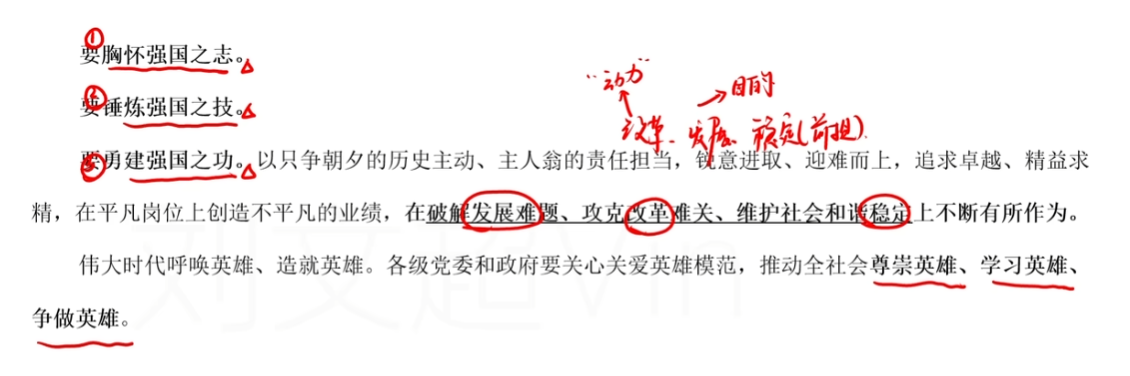 ①
要胸怀强国之志。
②
要锤炼强国之技。
"动力"
→目的
改革、发展、稳定(前提)
③
要勇建强国之功。以只争朝夕的历史主动、主人翁的责任担当，锐意进取、迎难而上，追求卓越、精益求
精，在平凡岗位上创造不平凡的业绩，在破解发展难题、攻克改革难关、维护社会和谐稳定上不断有所作为。
伟大时代呼唤英雄、造就英雄。各级党委和政府要关心关爱英雄模范，推动全社会尊崇英雄、学习英雄、
争做英雄。
刘文超Vin